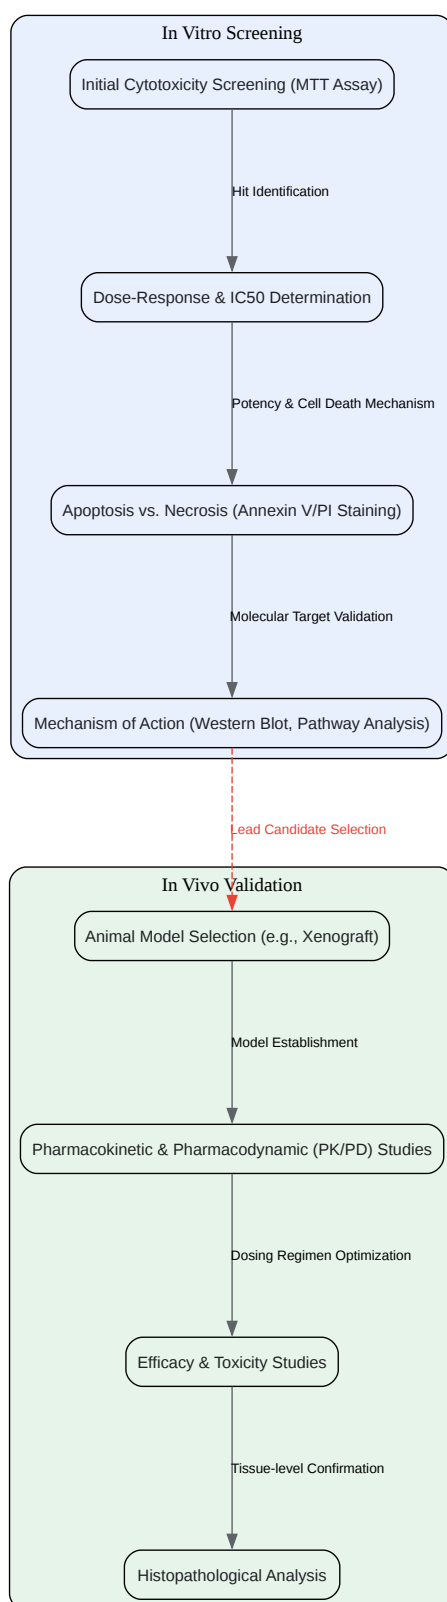 In Vitro Screening
Initial Cytotoxicity Screening (MTT Assay)
Hit Identification
Dose-Response & IC50 Determination
Potency & Cell Death Mechanism
Apoptosis vs. Necrosis (Annexin V/PI Staining)
Molecular Target Validation
Mechanism of Action (Western Blot, Pathway Analysis)
Lead Candidate Selection
In Vivo Validation
Animal Model Selection (e.g., Xenograft)
Model Establishment
Pharmacokinetic & Pharmacodynamic (PK/PD) Studies
Dosing Regimen Optimization
Efficacy & Toxicity Studies
Tissue-level Confirmation
Histopathological Analysis